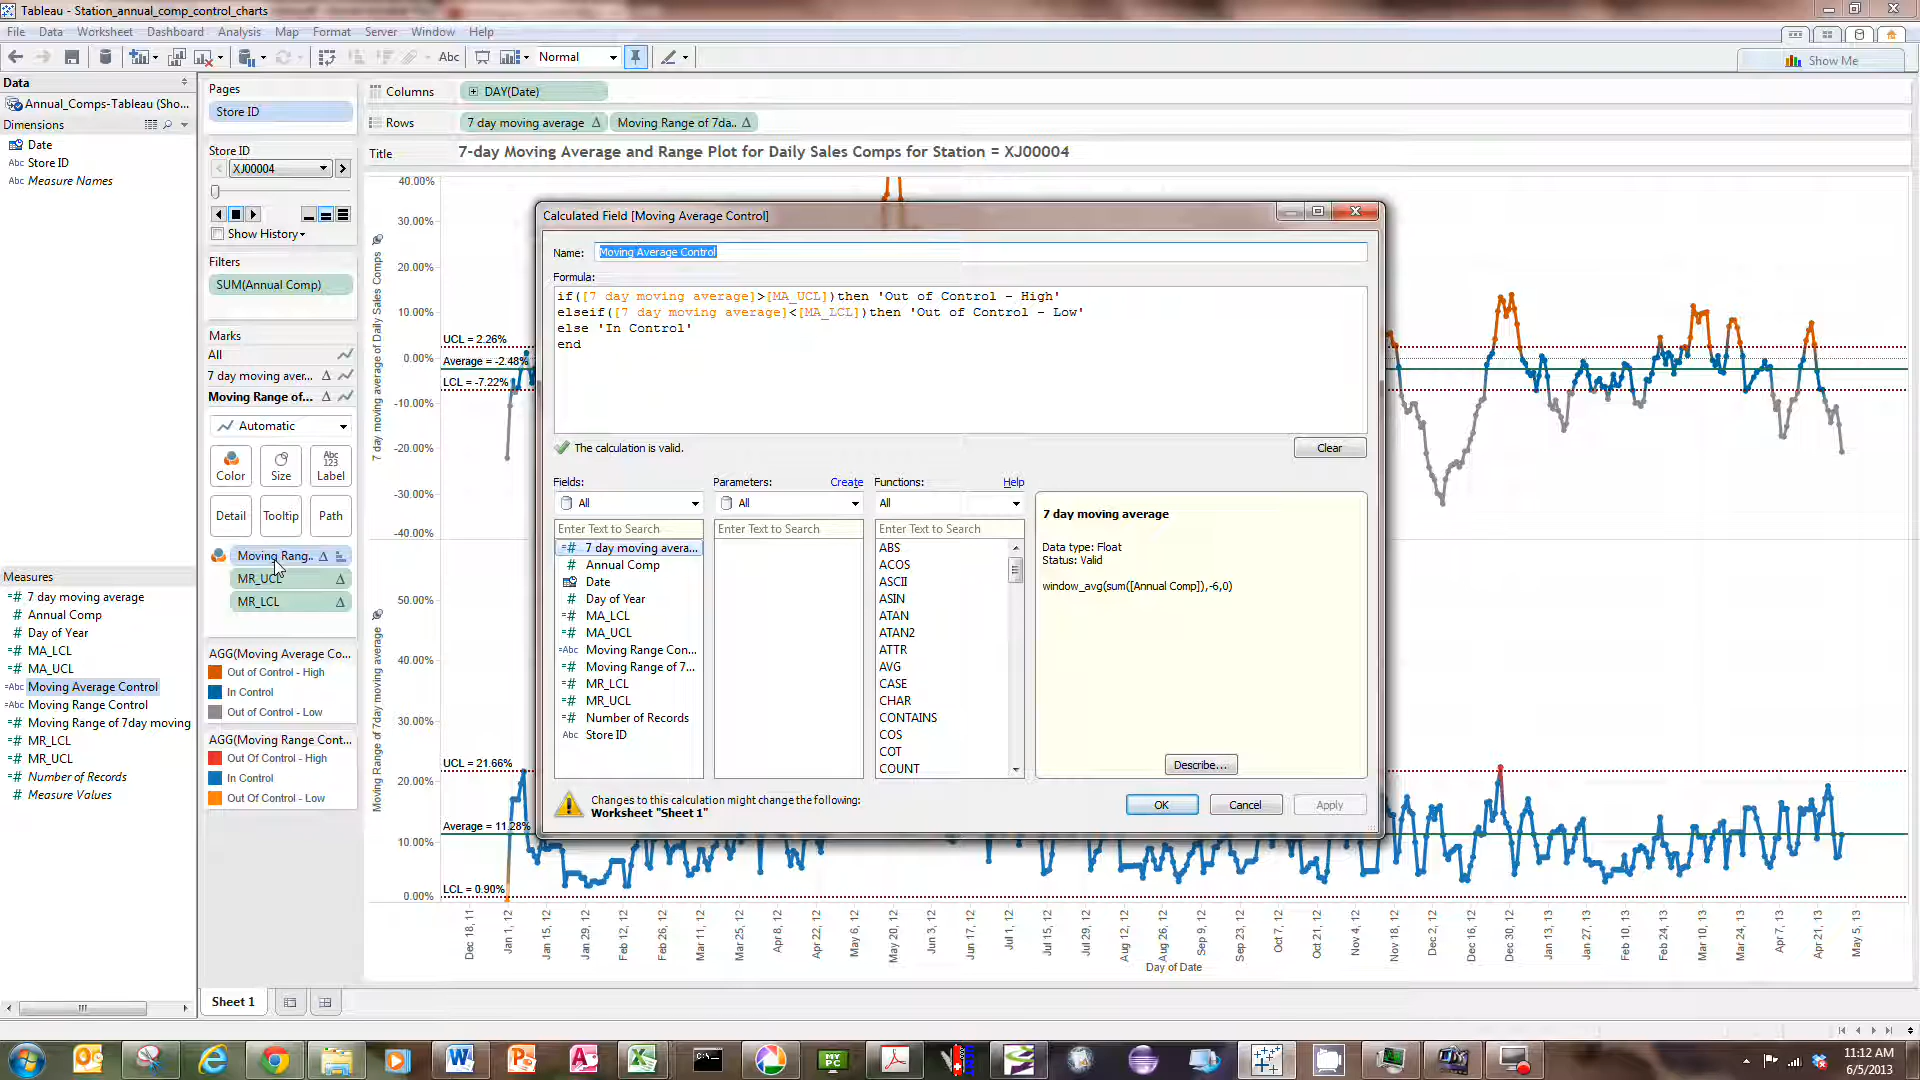 Tableau - Station_annual_comp_control_charts
File Data Worksheet Dashboard Analysis Map Format Server Window Help
Abc Normal Show Me
Data
Annual_Comps-Tableau (Sho...
Dimensions
Date
Abc Store ID
Abc Measure Names
Measures
=# 7 day moving average
# Annual Comp
=# Day of Year
=# MA_LCL
=# MA_UCL
=Abc Moving Average Control
=Abc Moving Range Control
=# Moving Range of 7day moving
=# MR_LCL
=# MR_UCL
=# Number of Records
# Measure Values
Pages
Store ID
Store ID
XJ00004
Show History
Filters
SUM(Annual Comp)
Marks
All
7 day moving aver... Δ
Moving Range of... Δ
Automatic
Abc
123
Color Size Label
Detail Tooltip Path
Moving Rang.. Δ
MR_UCL Δ
MR_LCL Δ
AGG(Moving Average Co...
Out of Control - High
In Control
Out of Control - Low
AGG(Moving Range Cont...
Out Of Control - High
In Control
Out Of Control - Low
Columns DAY(Date)
Rows 7 day moving average Δ Moving Range of 7da.. Δ
Title 7-day Moving Average and Range Plot for Daily Sales Comps for Station = XJ00004
7 day moving average of Daily Sales Comps
40.00%
30.00%
20.00%
10.00%
0.00%
-10.00%
-20.00%
-30.00%
-40.00%
UCL = 2.26%
Average = -2.48%
LCL = -7.22%
Moving Range of 7day moving average
50.00%
40.00%
30.00%
20.00%
10.00%
0.00%
UCL = 21.66%
Average = 11.28%
LCL = 0.90%
Dec 18, 11
Jan 1, 12
Jan 15, 12
Jan 29, 12
Feb 12, 12
Feb 26, 12
Mar 11, 12
Mar 25, 12
Apr 8, 12
Apr 22, 12
May 6, 12
May 20, 12
Jun 3, 12
Jun 17, 12
Jul 1, 12
Jul 15, 12
Jul 29, 12
Aug 12, 12
Aug 26, 12
Sep 9, 12
Sep 23, 12
Oct 7, 12
Oct 21, 12
Nov 4, 12
Nov 18, 12
Dec 2, 12
Dec 16, 12
Dec 30, 12
Jan 13, 13
Jan 27, 13
Feb 10, 13
Feb 24, 13
Mar 10, 13
Mar 24, 13
Apr 7, 13
Apr 21, 13
May 5, 13
Day of Date
Calculated Field [Moving Average Control]
Name: Moving Average Control
Formula:
if([7 day moving average]>[MA_UCL])then 'Out of Control - High'
elseif([7 day moving average]<[MA_LCL])then 'Out of Control - Low'
else 'In Control'
end
The calculation is valid. Clear
Fields:
All
Enter Text to Search
=# 7 day moving avera...
# Annual Comp
Date
=# Day of Year
=# MA_LCL
=# MA_UCL
=Abc Moving Range Con...
=# Moving Range of 7...
=# MR_LCL
=# MR_UCL
=# Number of Records
Abc Store ID
Parameters: Create
All
Enter Text to Search
Functions: Help
All
Enter Text to Search
ABS
ACOS
ASCII
ASIN
ATAN
ATAN2
ATTR
AVG
CASE
CHAR
CONTAINS
COS
COT
COUNT
7 day moving average
Data type: Float
Status: Valid
window_avg(sum([Annual Comp]),-6,0)
Describe...
Changes to this calculation might change the following:
Worksheet "Sheet 1"
OK Cancel Apply
Sheet 1
MY
PC
11:12 AM
6/5/2013